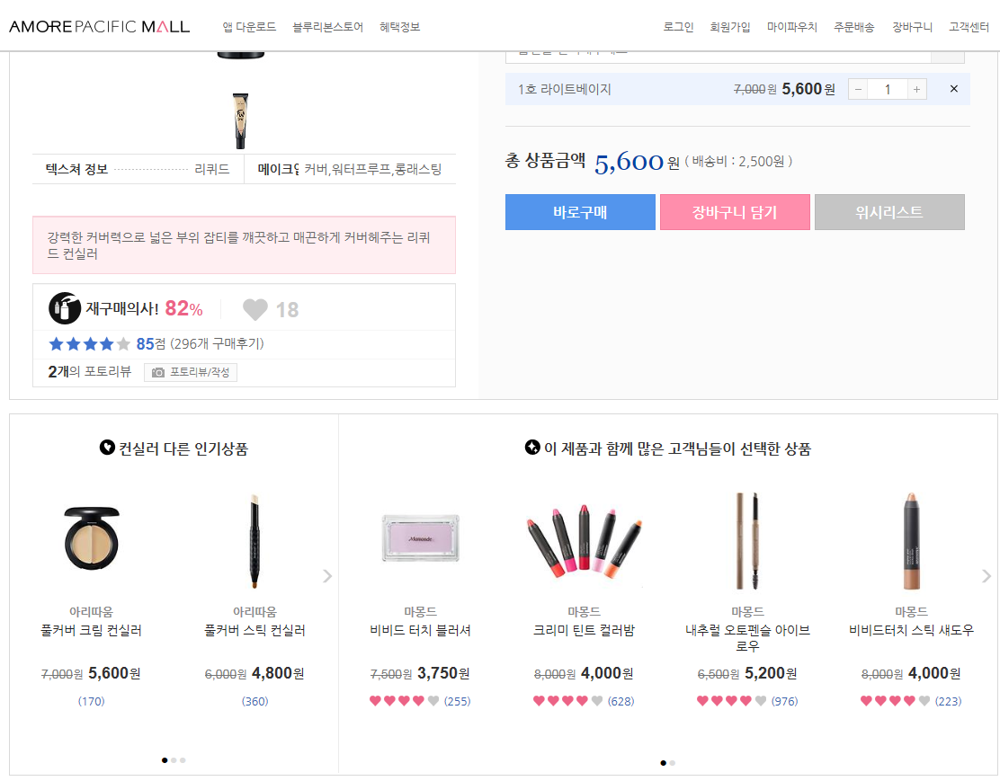 AMOREPACIFIC MALL 앱 다운로드 블루리본스토어 혜택정보 로그인 회원가입 마이파우치 주문배송 장바구니 고객센터
1호 라이트베이지 7,000원 5,600원 − 1 + ×
텍스쳐 정보 리퀴드 메이크업 커버,워터프루프,롱래스팅
총 상품금액 5,600 원 ( 배송비 : 2,500원 )
바로구매 장바구니 담기 위시리스트
강력한 커버력으로 넓은 부위 잡티를 깨끗하고 매끈하게 커버헤주는 리퀴
드 컨실러
재구매의사! 82% 18
85점 (296개 구매후기)
2개의 포토리뷰 포토리뷰/작성
컨실러 다른 인기상품
이 제품과 함께 많은 고객님들이 선택한 상품
Mamonde
아리따움
풀커버 크림 컨실러
7,000원 5,600원
(170)
아리따움
풀커버 스틱 컨실러
6,000원 4,800원
(360)
마몽드
비비드 터치 블러셔
7,500원 3,750원
(255)
마몽드
크리미 틴트 컬러밤
8,000원 4,000원
(628)
마몽드
내추럴 오토펜슬 아이브
로우
6,500원 5,200원
(976)
마몽드
비비드터치 스틱 섀도우
8,000원 4,000원
(223)